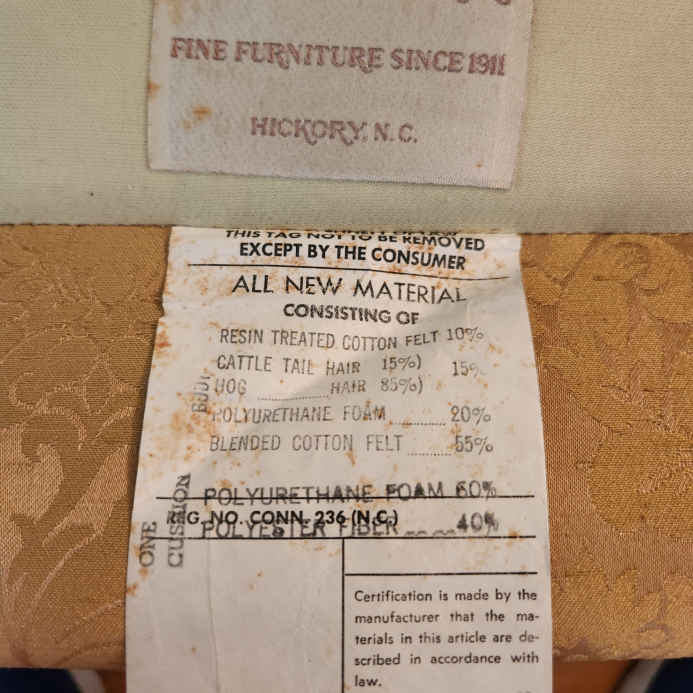 FINE FURNITURE SINCE 1911
HICKORY, N.C.
THIS TAG NOT TO BE REMOVED
EXCEPT BY THE CONSUMER
ALL NEW MATERIAL
CONSISTING OF
RESIN TREATED COTTON FELT 10%
CATTLE TAIL HAIR 15%) 15%
HOG HAIR 85%)
BODY
POLYURETHANE FOAM 20%
BLENDED COTTON FELT 55%
ONE CUSHION
POLYURETHANE FOAM 60%
REG. NO. CONN. 236 (N.C.)
POLYESTER FIBER 40%
Certification is made by the
manufacturer that the ma-
terials in this article are de-
scribed in accordance with
law.